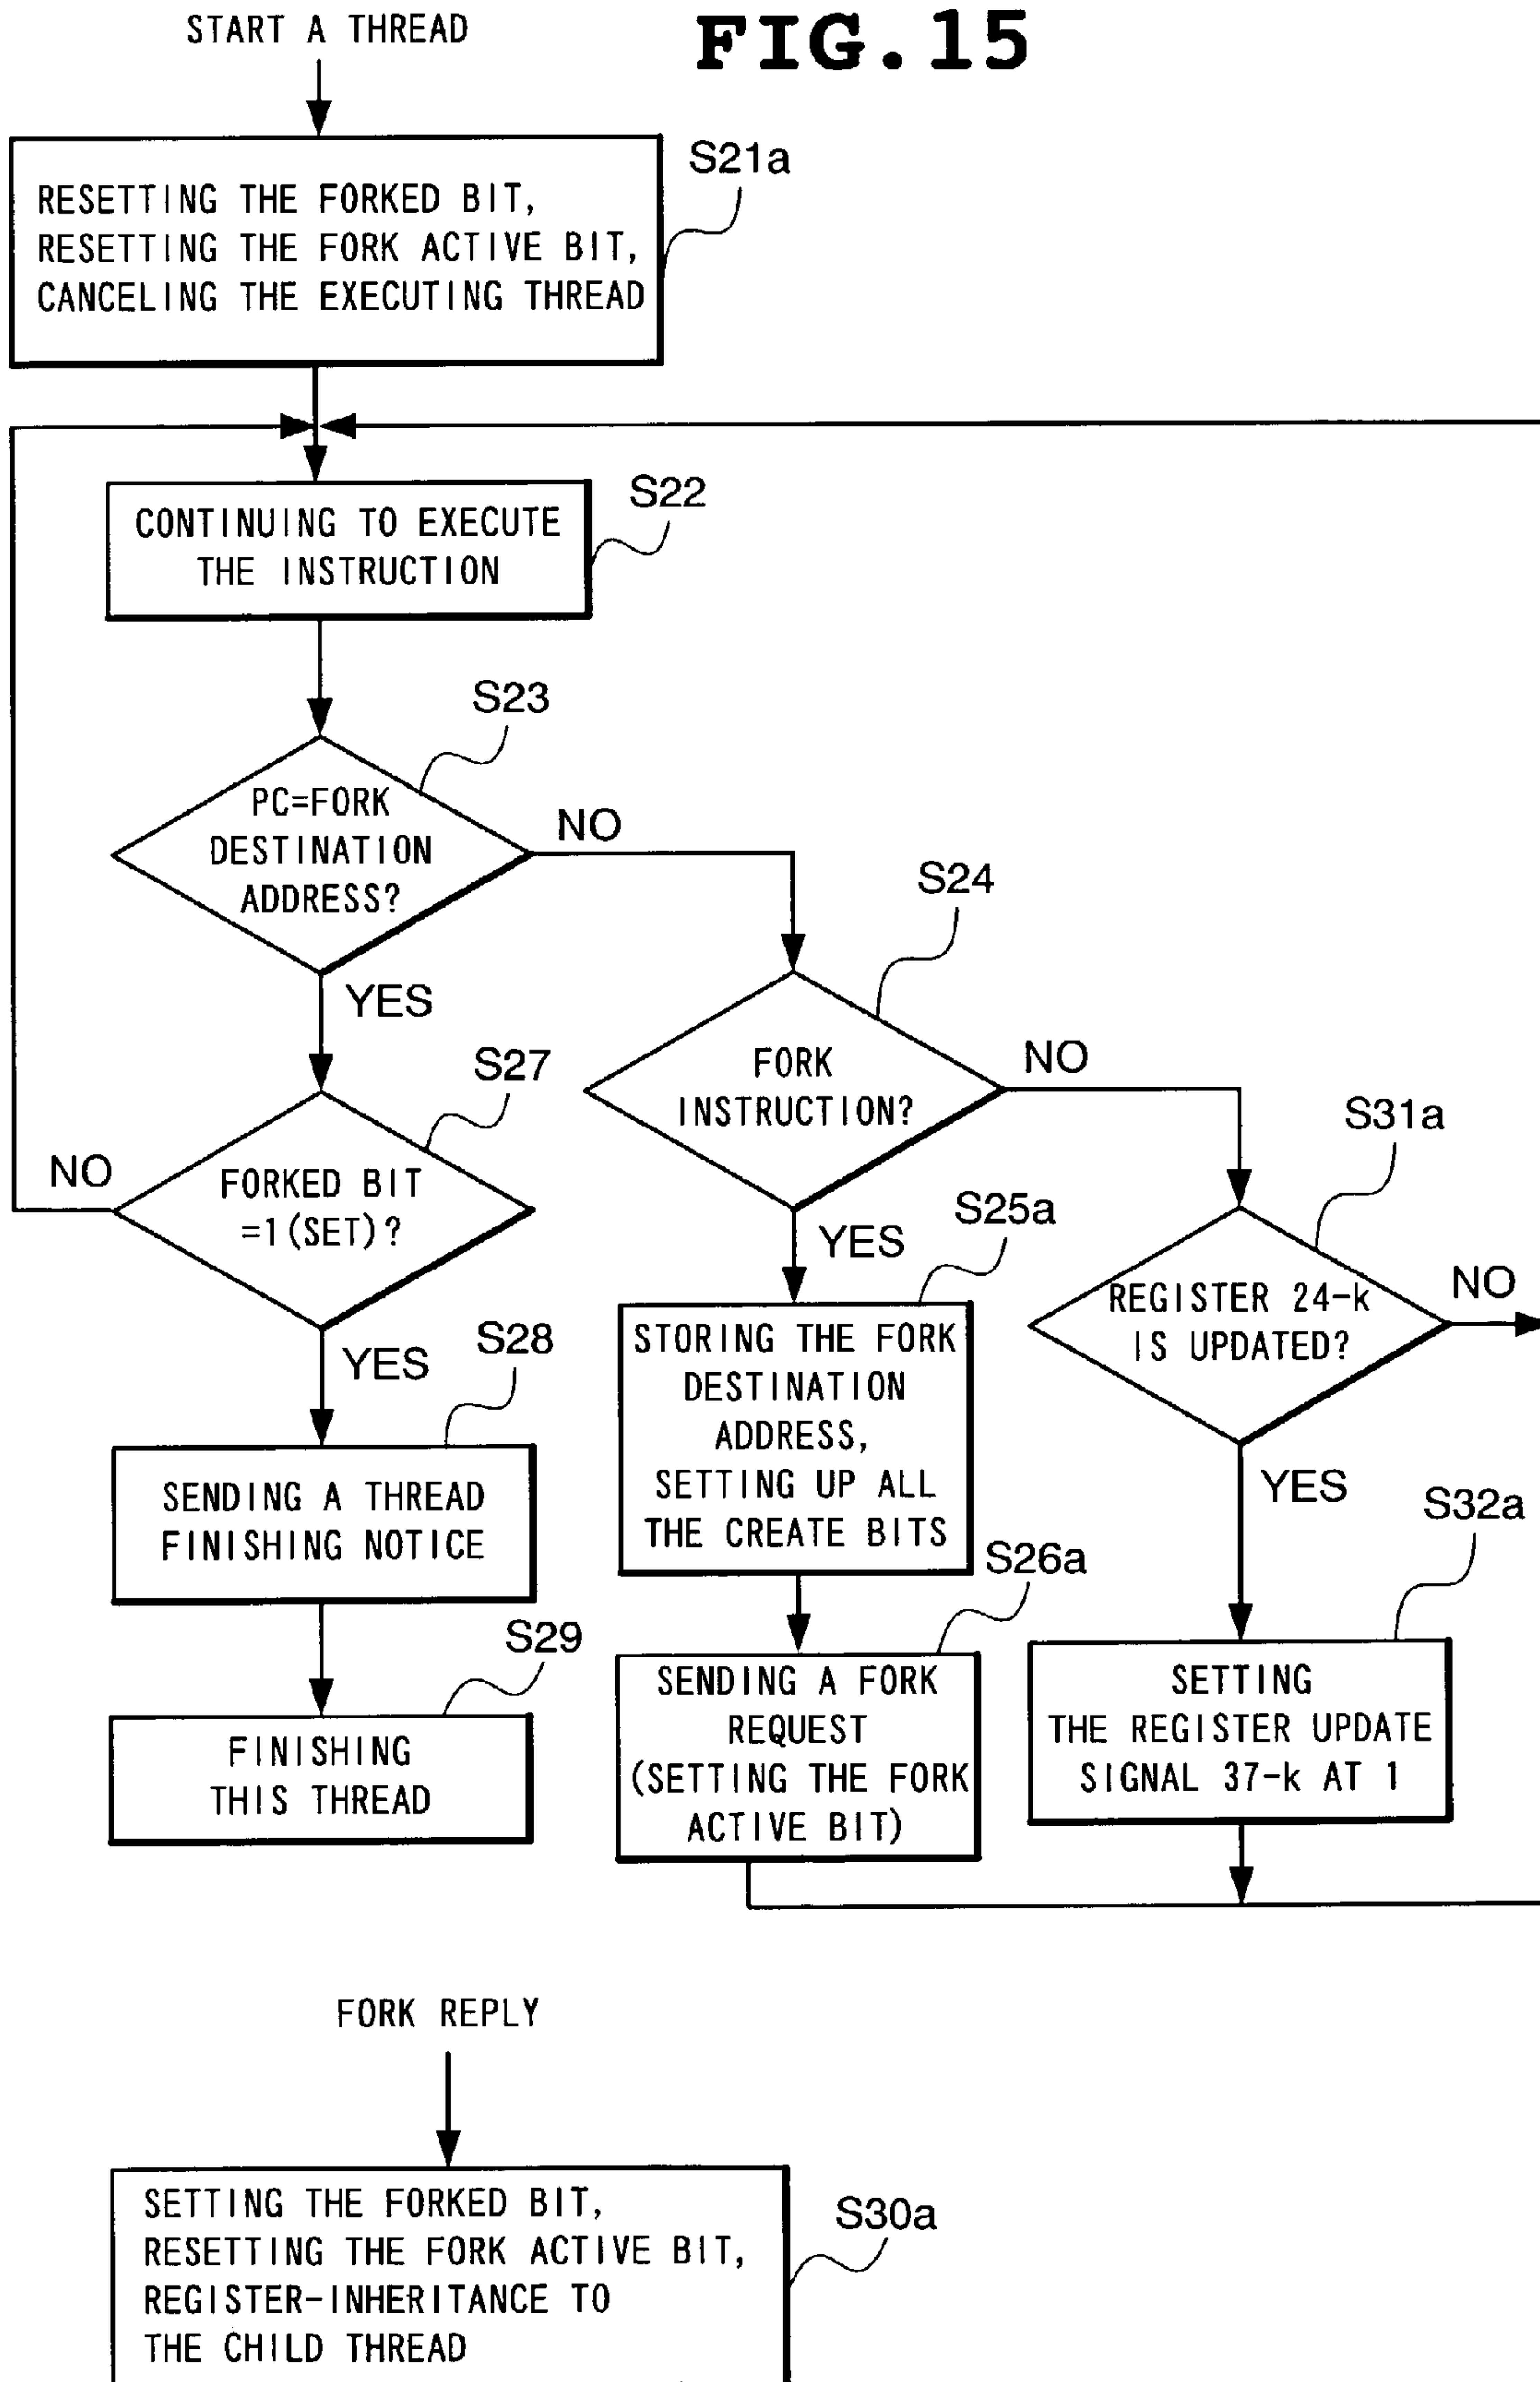 START A THREAD
FIG.15
S21a
RESETTING THE FORKED BIT,
RESETTING THE FORK ACTIVE BIT,
CANCELING THE EXECUTING THREAD
S22
CONTINUING TO EXECUTE
THE INSTRUCTION
S23
PC=FORK
DESTINATION
ADDRESS?
NO
YES
S24
FORK
INSTRUCTION?
NO
YES
S27
FORKED BIT
=1(SET)?
NO
YES
S31a
REGISTER 24-k
IS UPDATED?
NO
YES
S25a
STORING THE FORK
DESTINATION
ADDRESS,
SETTING UP ALL
THE CREATE BITS
S28
SENDING A THREAD
FINISHING NOTICE
S26a
SENDING A FORK
REQUEST
(SETTING THE FORK
ACTIVE BIT)
S32a
SETTING
THE REGISTER UPDATE
SIGNAL 37-k AT 1
S29
FINISHING
THIS THREAD
FORK REPLY
S30a
SETTING THE FORKED BIT,
RESETTING THE FORK ACTIVE BIT,
REGISTER-INHERITANCE TO
THE CHILD THREAD